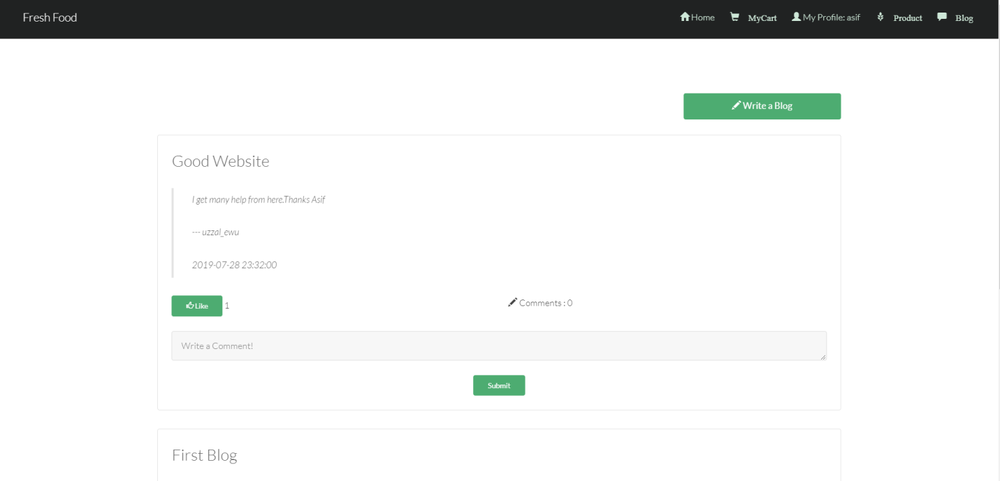 Fresh Food
Home MyCart My Profile: asif Product Blog
Write a Blog
Good Website
I get many help from here.Thanks Asif
--- uzzal_ewu
2019-07-28 23:32:00
Like 1
Comments : 0
Write a Comment!
Submit
First Blog